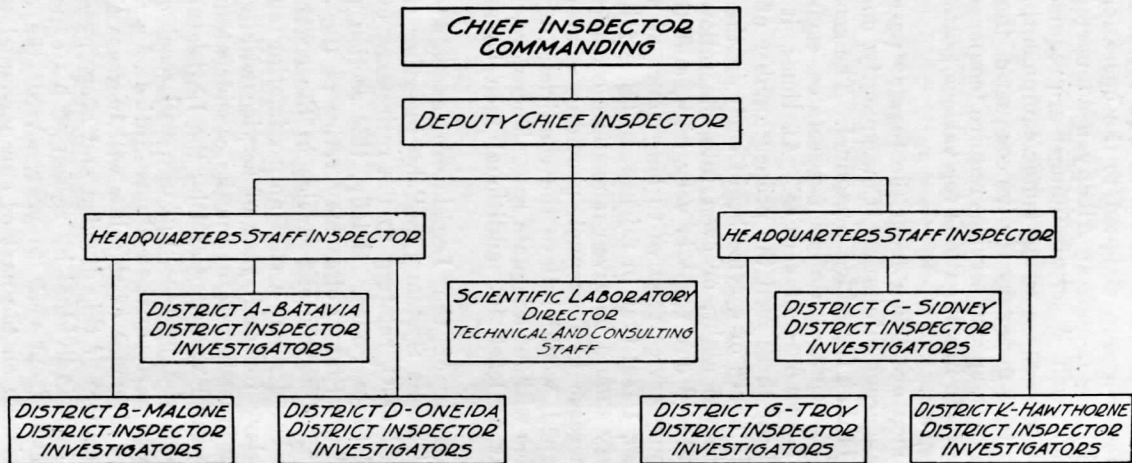 CHIEF INSPECTOR
COMMANDING
DEPUTY CHIEF INSPECTOR
HEADQUARTERS STAFF INSPECTOR
HEADQUARTERS STAFF INSPECTOR
DISTRICT A-BATAVIA
DISTRICT INSPECTOR
INVESTIGATORS
SCIENTIFIC LABORATORY
DIRECTOR
TECHNICAL AND CONSULTING
STAFF
DISTRICT C-SIDNEY
DISTRICT INSPECTOR
INVESTIGATORS
DISTRICT B-MALONE
DISTRICT INSPECTOR
INVESTIGATORS
DISTRICT D-ONEIDA
DISTRICT INSPECTOR
INVESTIGATORS
DISTRICT G-TROY
DISTRICT INSPECTOR
INVESTIGATORS
DISTRICT K-HAWTHORNE
DISTRICT INSPECTOR
INVESTIGATORS